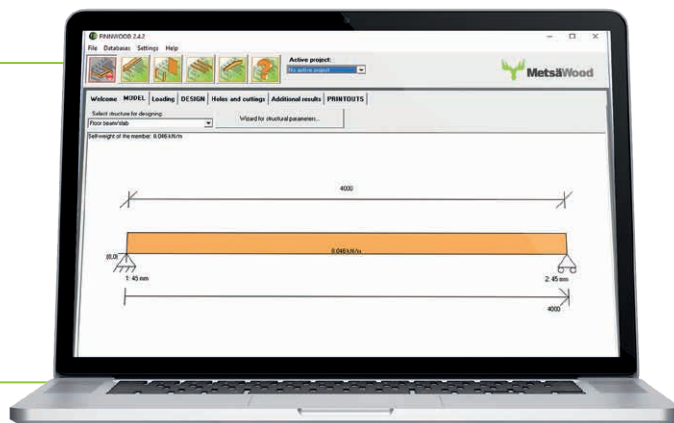 FINNWOOD 2.4.2
File Databases Settings Help
Active project:
No active project
MetsäWood
Welcome MODEL Loading DESIGN Holes and cuttings Additional results PRINTOUTS
Select structure for designing:
Floor beam/slab
Wizard for structural parameters...
Selfweight of the member: 0.046 kN/m
4000
0.046 kN/m
(0,0)
1: 45 mm
2: 45 mm
4000